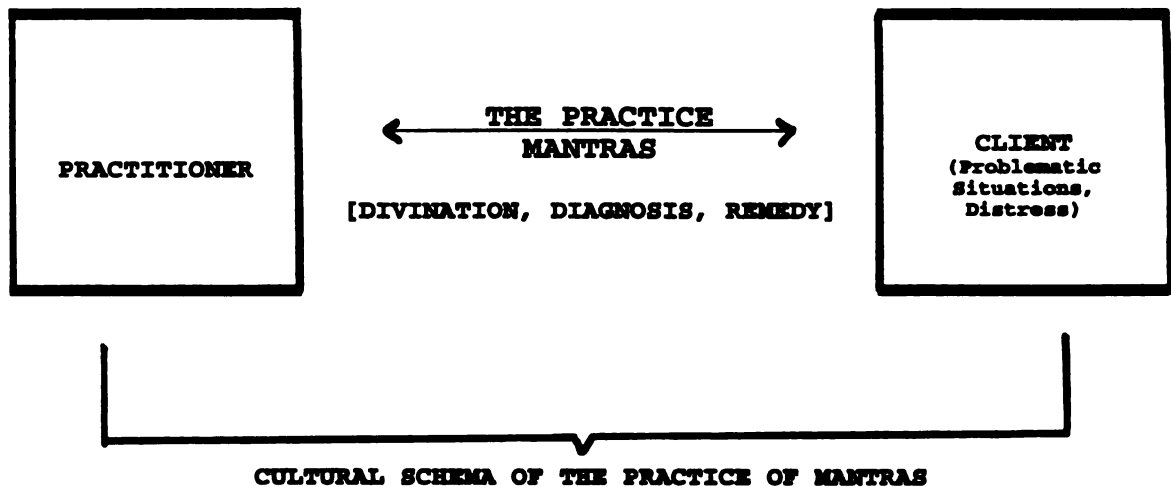 THE PRACTICE
MANTRAS
[DIVINATION, DIAGNOSIS, REMEDY]
PRACTITIONER
CLIENT
(Problematic
Situations,
Distress)
CULTURAL SCHEMA OF THE PRACTICE OF MANTRAS